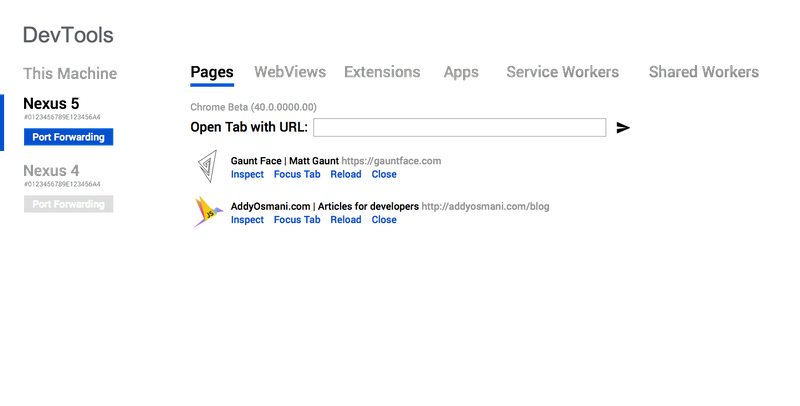 DevTools
This Machine
Nexus 5
#0123456789E123456A4
Port Forwarding
Nexus 4
#0123456789E123456A4
Port Forwarding
Pages WebViews Extensions Apps Service Workers Shared Workers
Chrome Beta (40.0.0000.00)
Open Tab with URL:
Gaunt Face | Matt Gaunt https://gauntface.com
Inspect Focus Tab Reload Close
JS
AddyOsmani.com | Articles for developers http://addyosmani.com/blog
Inspect Focus Tab Reload Close